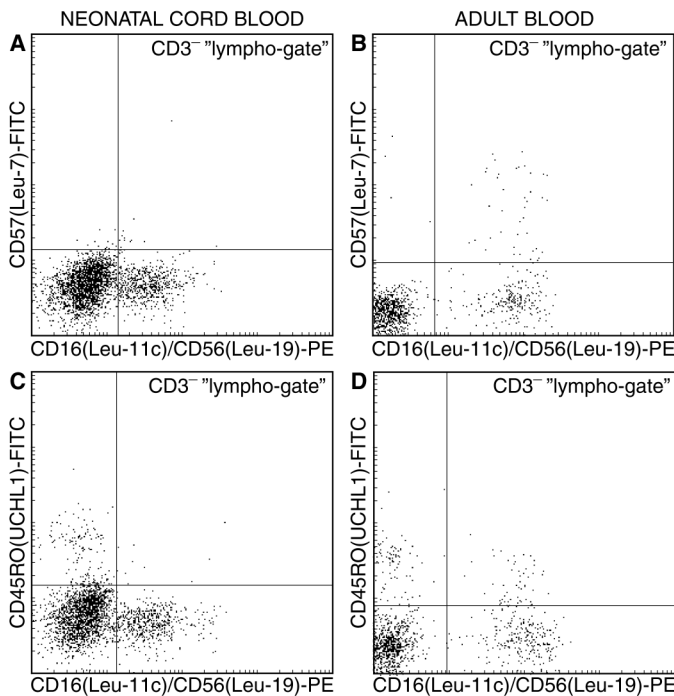 NEONATAL CORD BLOOD
ADULT BLOOD
A
CD3– ”lympho-gate”
CD57(Leu-7)-FITC
CD16(Leu-11c)/CD56(Leu-19)-PE
B
CD3– ”lympho-gate”
CD57(Leu-7)-FITC
CD16(Leu-11c)/CD56(Leu-19)-PE
C
CD3– ”lympho-gate”
CD45RO(UCHL1)-FITC
CD16(Leu-11c)/CD56(Leu-19)-PE
D
CD3– ”lympho-gate”
CD45RO(UCHL1)-FITC
CD16(Leu-11c)/CD56(Leu-19)-PE